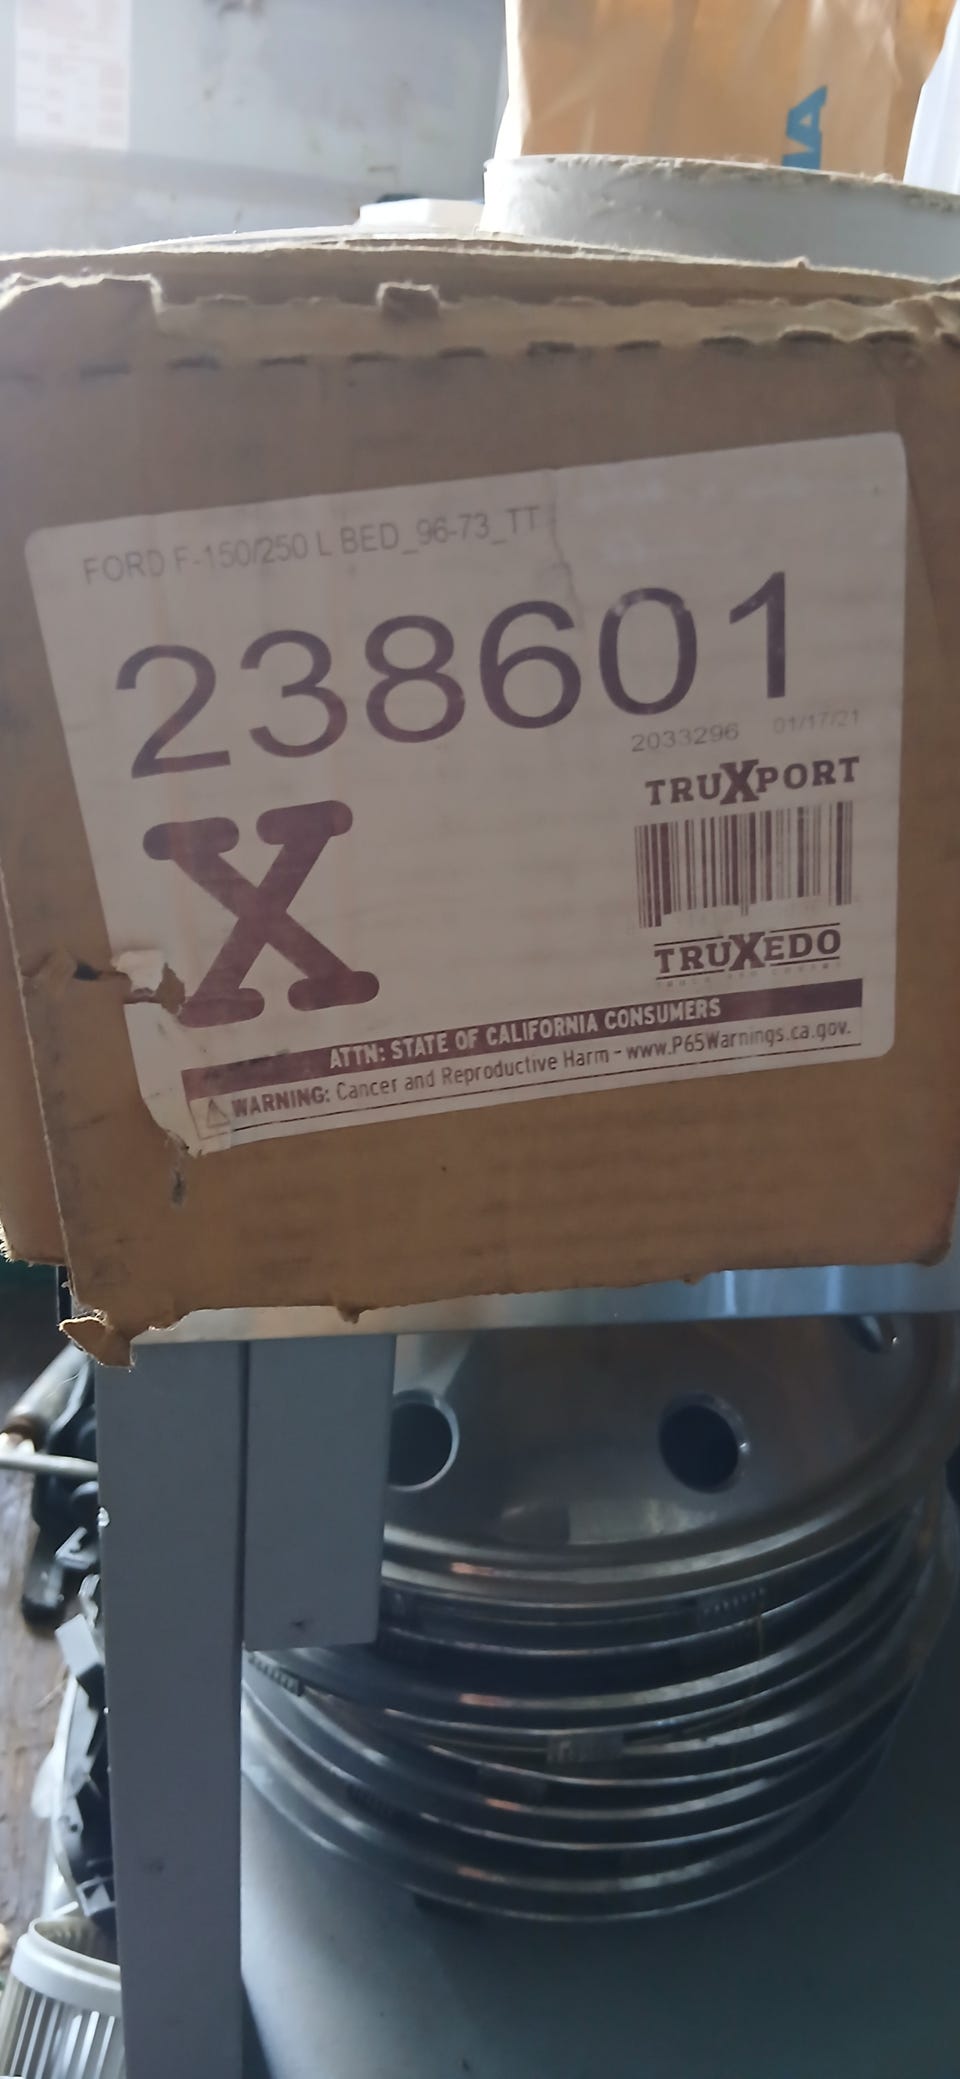 FORD F-150/250 L BED_96-73_TT
238601
2033296 01/17/21
TRUXPORT
X
TRUXEDO
ATTN: STATE OF CALIFORNIA CONSUMERS
WARNING: Cancer and Reproductive Harm - www.P65Warnings.ca.gov.